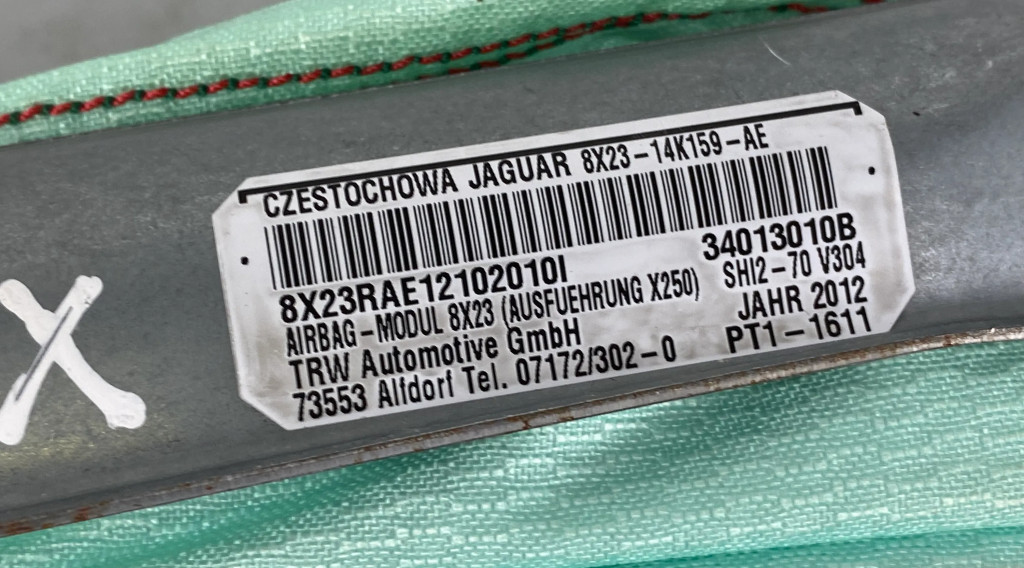 CZESTOCHOWA JAGUAR 8X23-14K159-AE
8X23RAE12102010I 34013010B
AIRBAG-MODUL 8X23 (AUSFUEHRUNG X250) SHI2-70 V304
TRW Automotive GmbH JAHR 2012
73553 Alfdorf Tel. 07172/302-0 PT1-1611
X